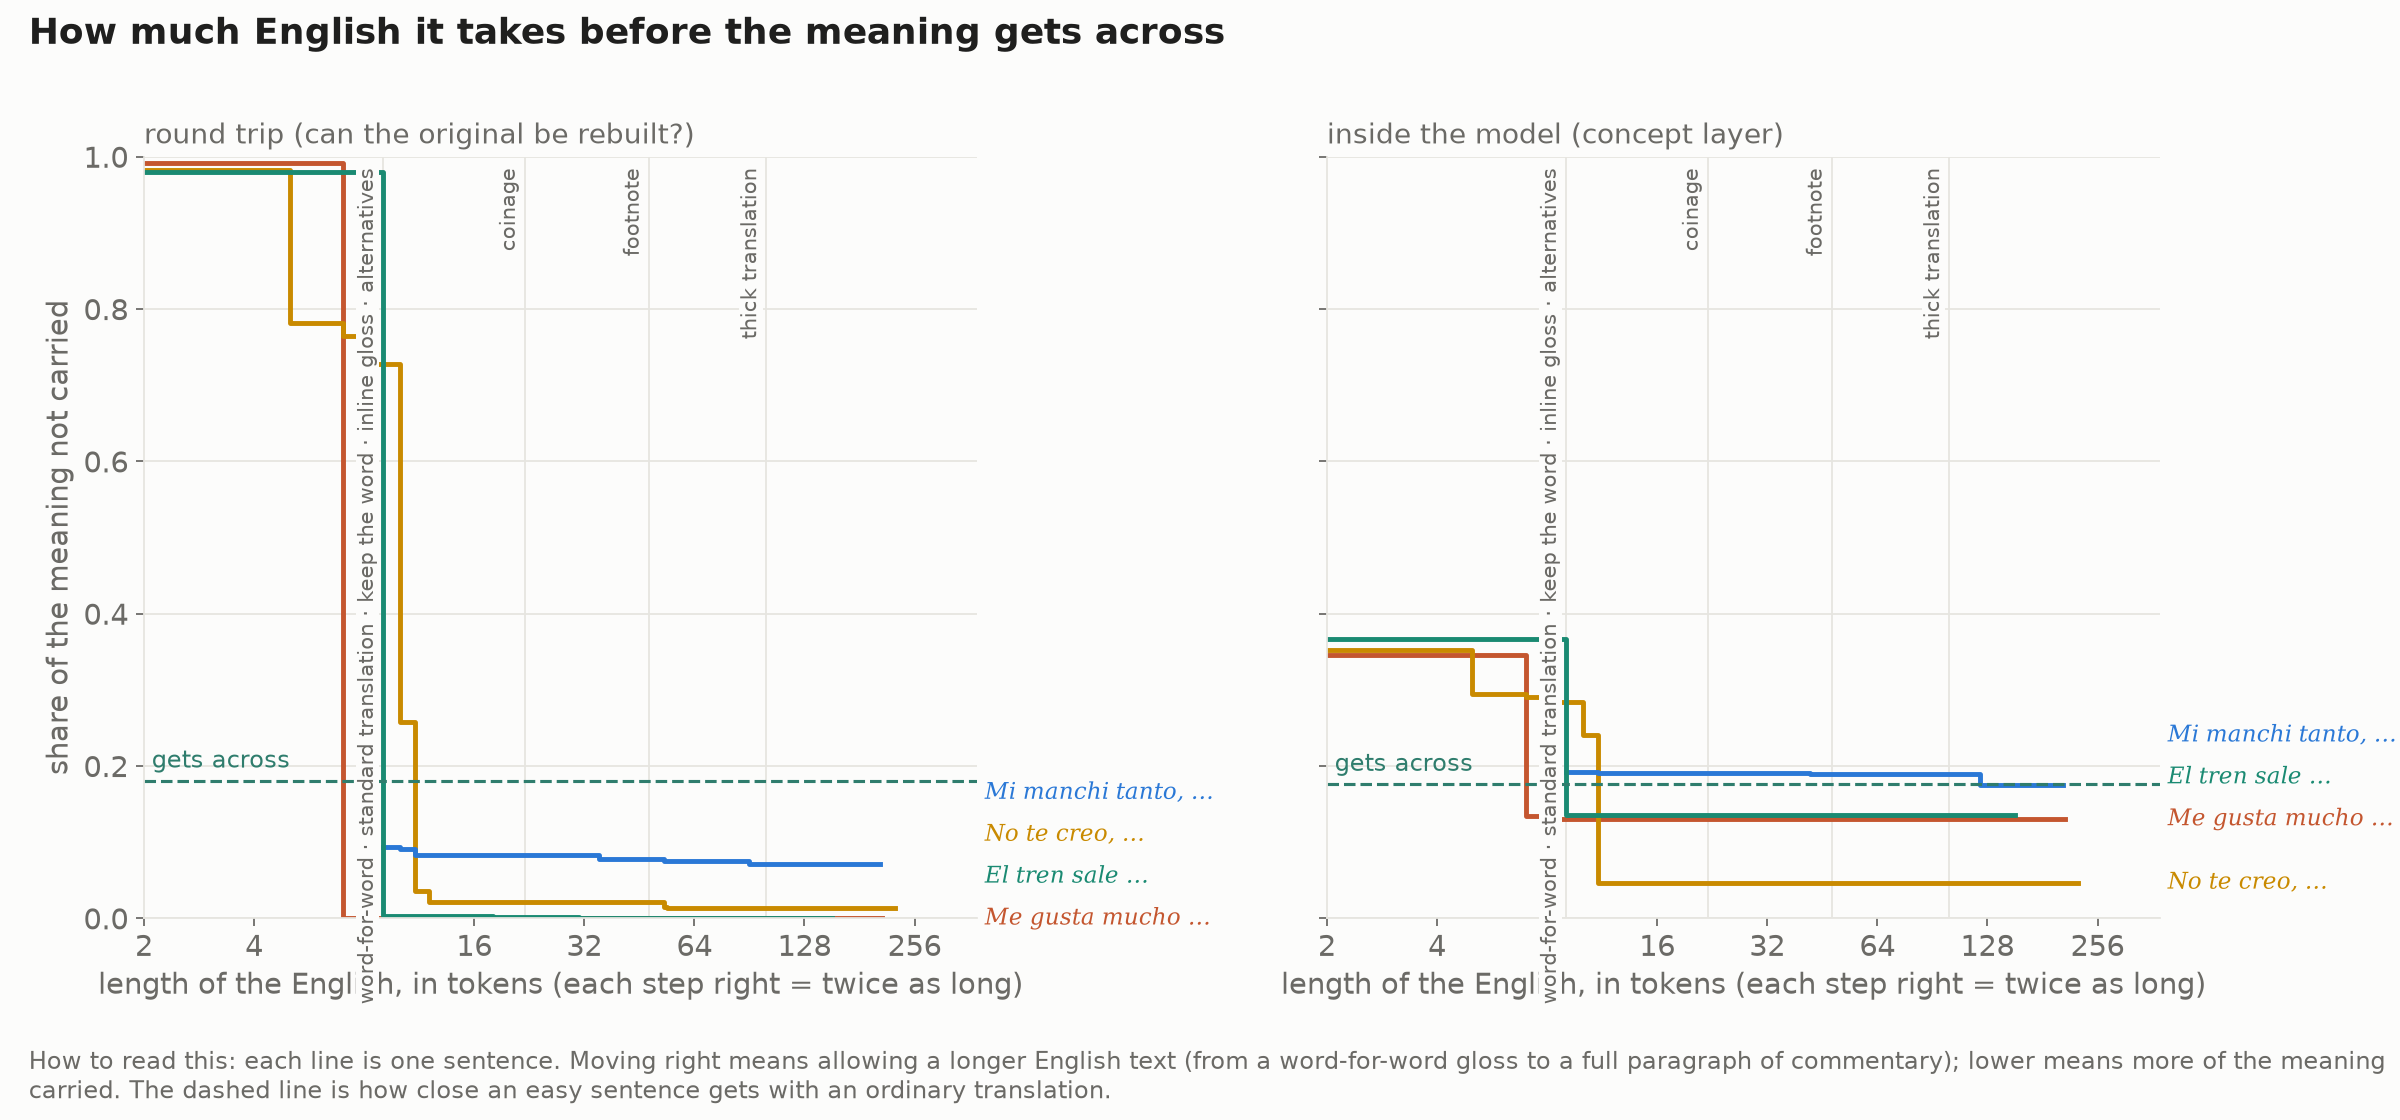 How much English it takes before the meaning gets across
round trip (can the original be rebuilt?)
share of the meaning not carried
1.0
0.8
0.6
0.4
0.2
0.0
word-for-word · standard translation · keep the word · inline gloss · alternatives
coinage
footnote
thick translation
gets across
Mi manchi tanto, ...
No te creo, ...
El tren sale ...
Me gusta mucho ...
2 4 16 32 64 128 256
length of the English, in tokens (each step right = twice as long)
inside the model (concept layer)
word-for-word · standard translation · keep the word · inline gloss · alternatives
coinage
footnote
thick translation
gets across
Mi manchi tanto, ...
El tren sale ...
Me gusta mucho ...
No te creo, ...
2 4 16 32 64 128 256
length of the English, in tokens (each step right = twice as long)
How to read this: each line is one sentence. Moving right means allowing a longer English text (from a word-for-word gloss to a full paragraph of commentary); lower means more of the meaning
carried. The dashed line is how close an easy sentence gets with an ordinary translation.